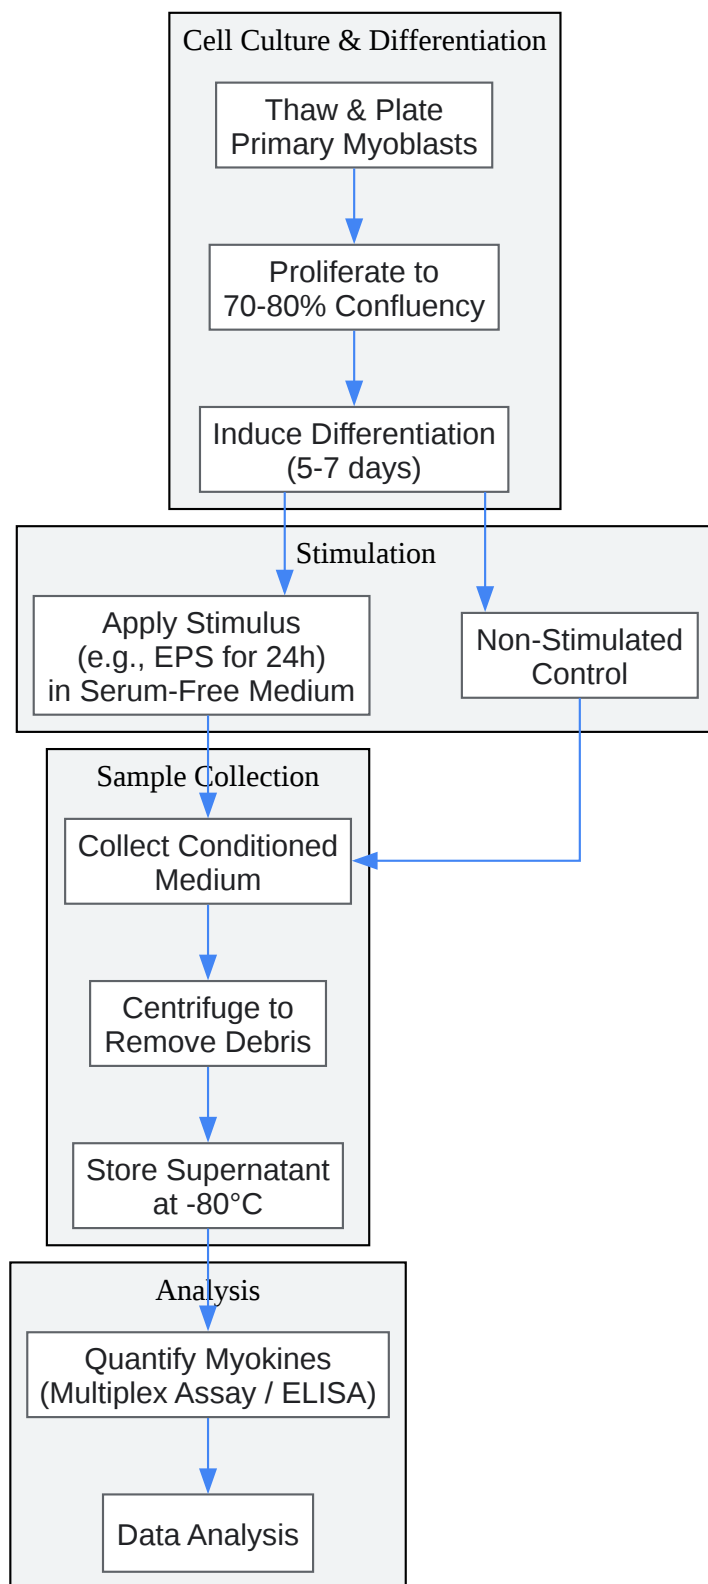 Cell Culture & Differentiation
Thaw & Plate
Primary Myoblasts
Proliferate to
70-80% Confluency
Induce Differentiation
(5-7 days)
Stimulation
Apply Stimulus
(e.g., EPS for 24h)
in Serum-Free Medium
Non-Stimulated
Control
Sample Collection
Collect Conditioned
Medium
Centrifuge to
Remove Debris
Store Supernatant
at -80°C
Analysis
Quantify Myokines
(Multiplex Assay / ELISA)
Data Analysis